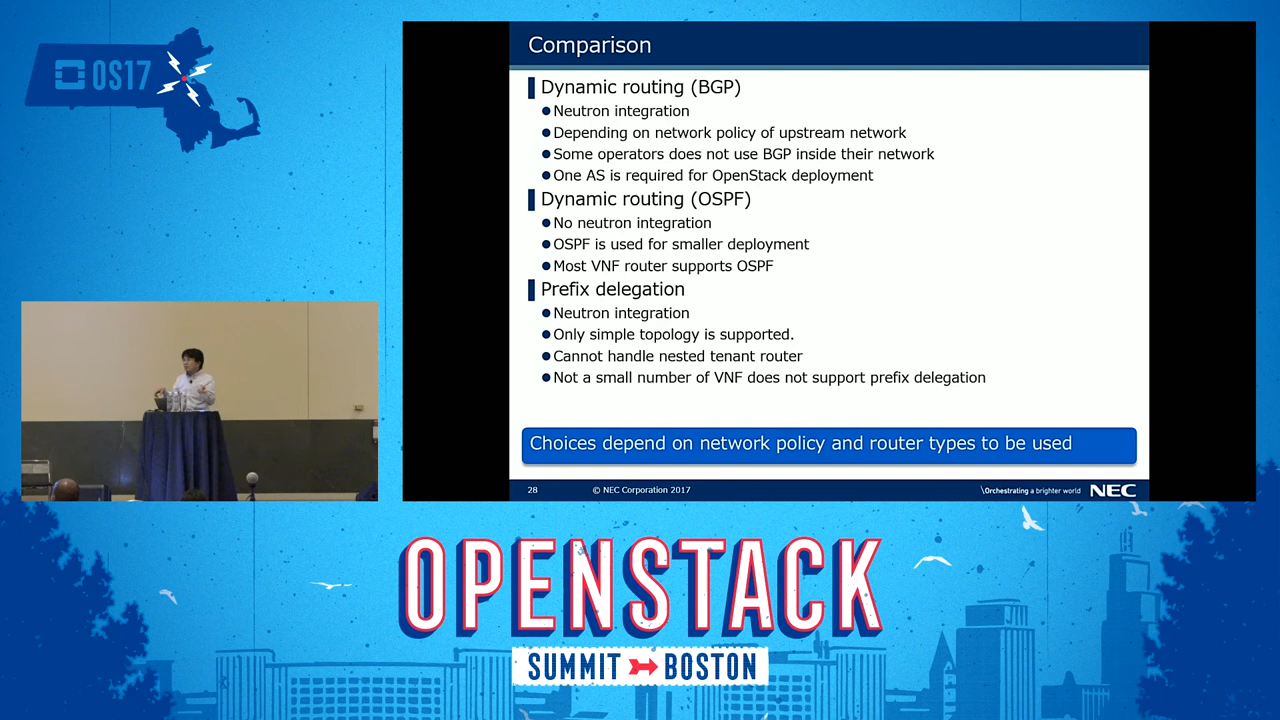 OS17
Comparison
Dynamic routing (BGP)
Neutron integration
Depending on network policy of upstream network
Some operators does not use BGP inside their network
One AS is required for OpenStack deployment
Dynamic routing (OSPF)
No neutron integration
OSPF is used for smaller deployment
Most VNF router supports OSPF
Prefix delegation
Neutron integration
Only simple topology is supported.
Cannot handle nested tenant router
Not a small number of VNF does not support prefix delegation
Choices depend on network policy and router types to be used
28 © NEC Corporation 2017 \Orchestrating a brighter world NEC
OPENSTACK
SUMMIT BOSTON